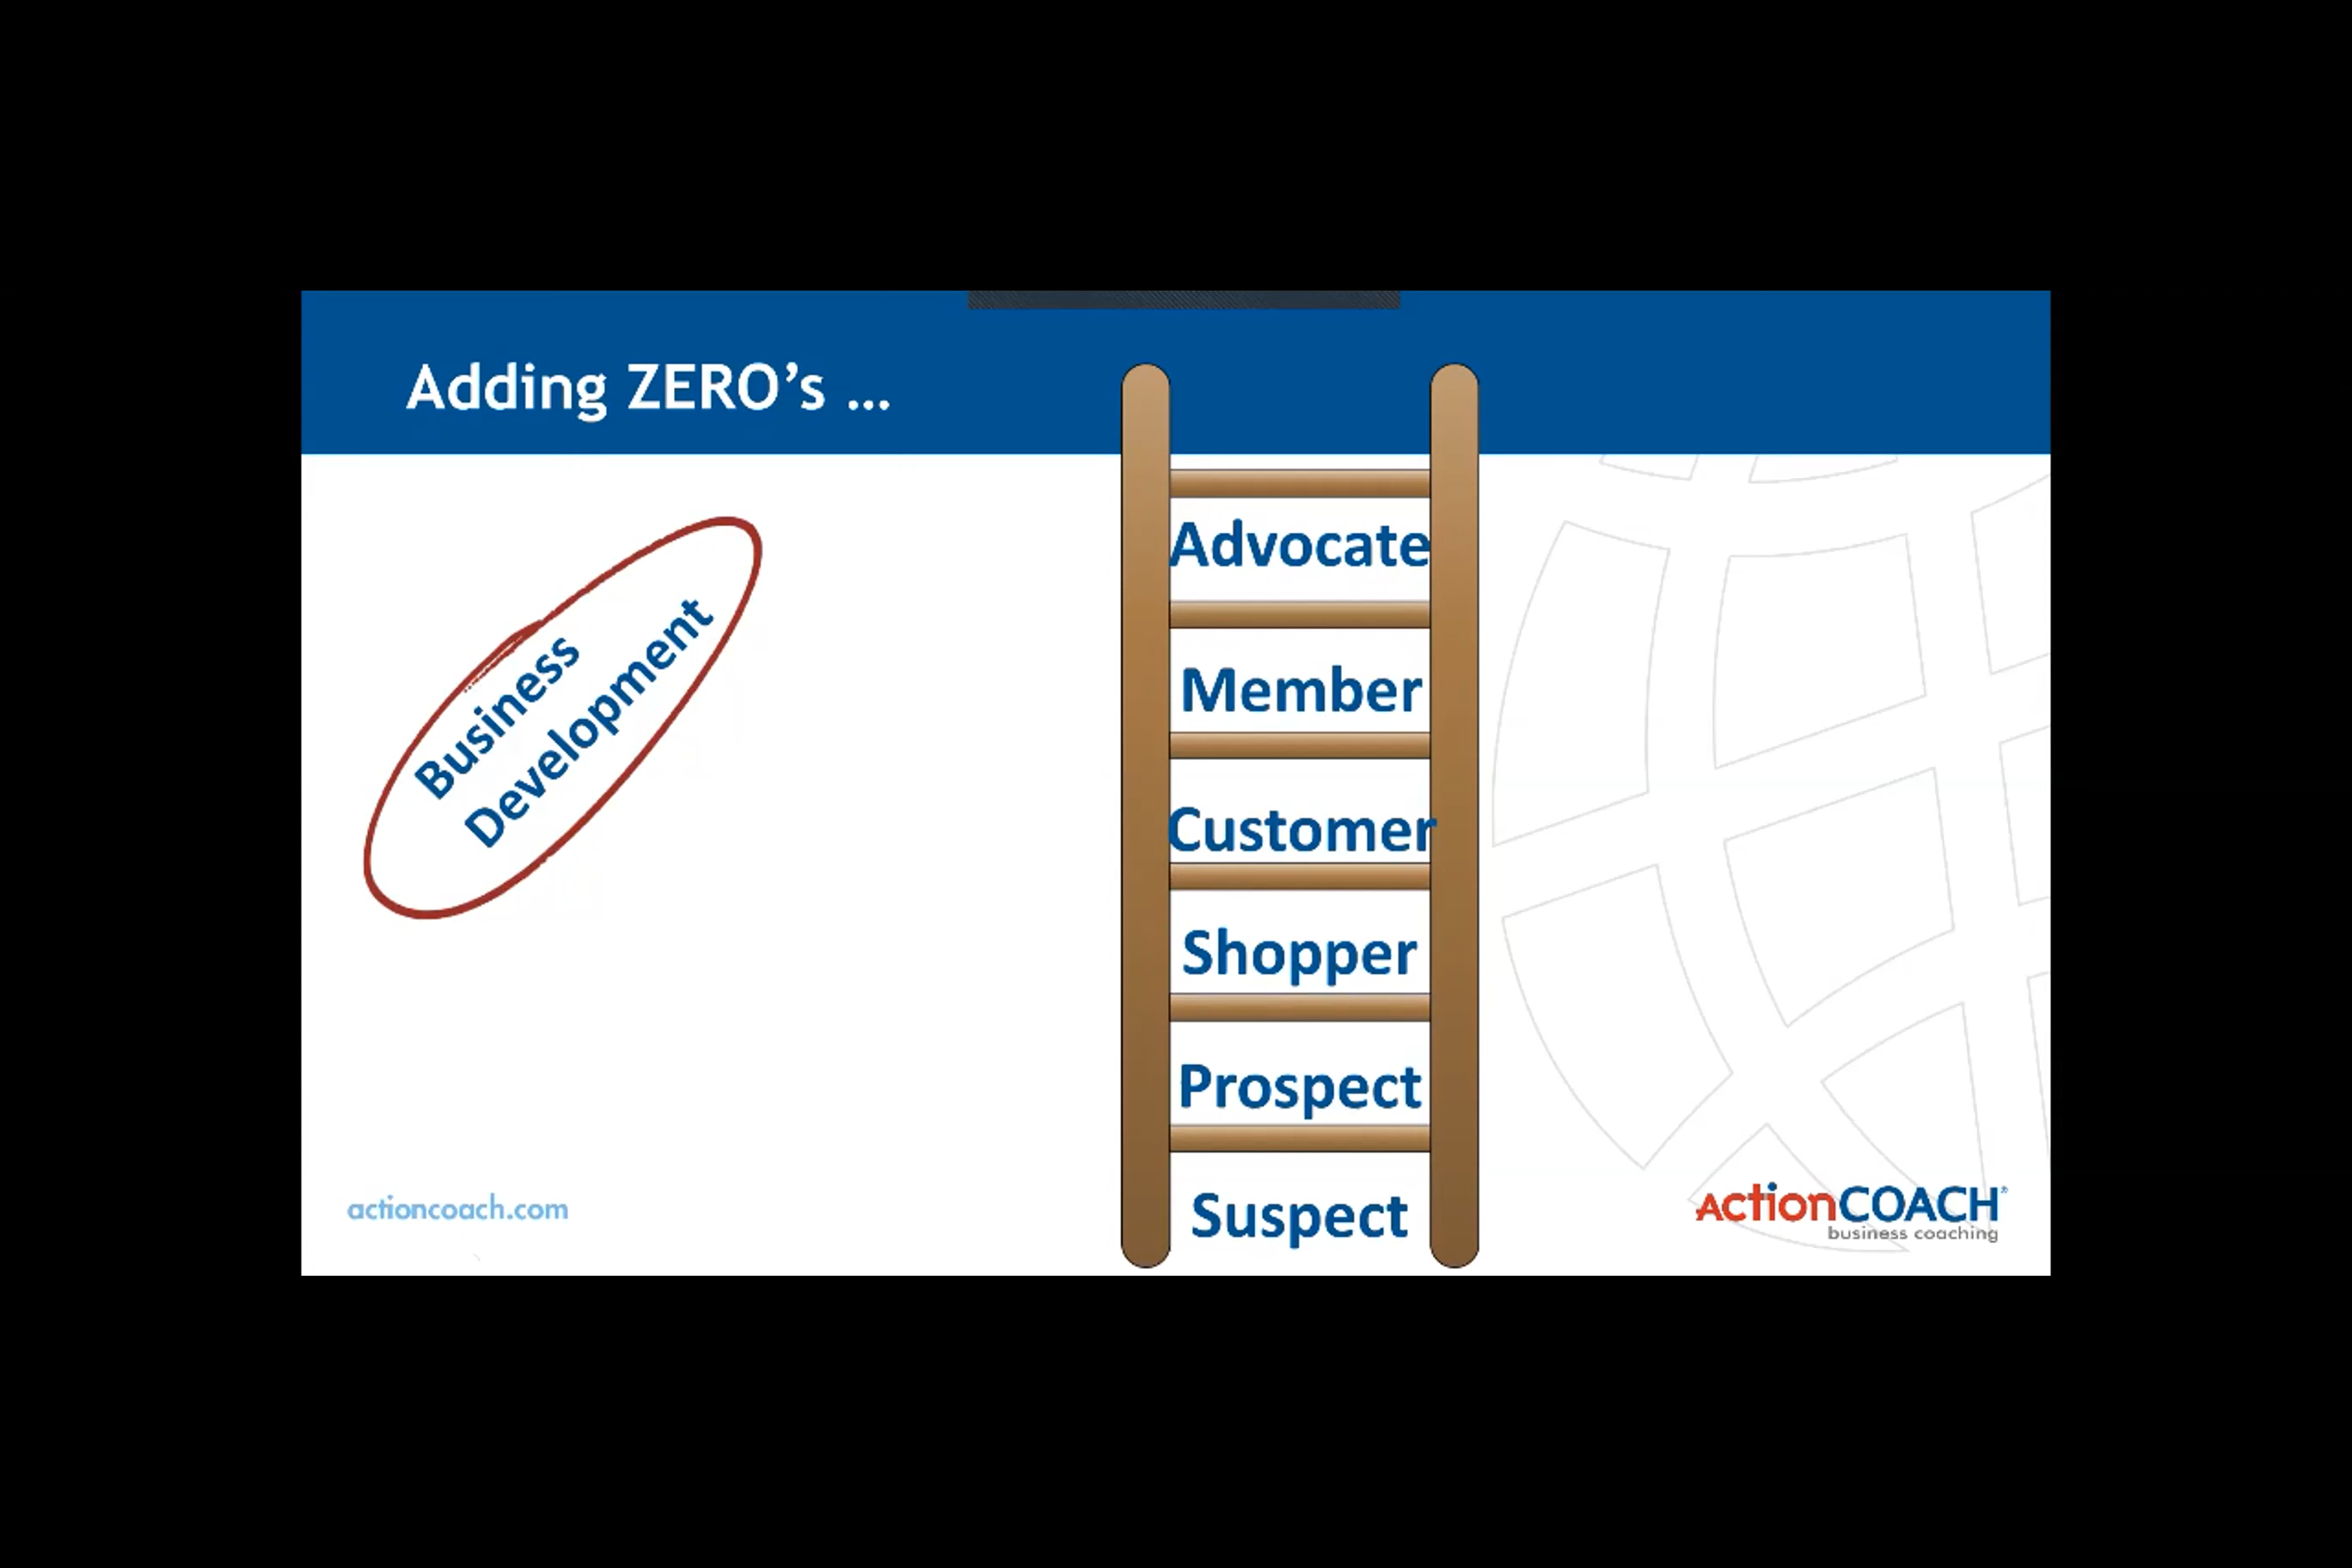 Adding ZERO’s ...
Business
Development
Advocate
Member
Customer
Shopper
Prospect
Suspect
actioncoach.com
ActionCOACH®
business coaching